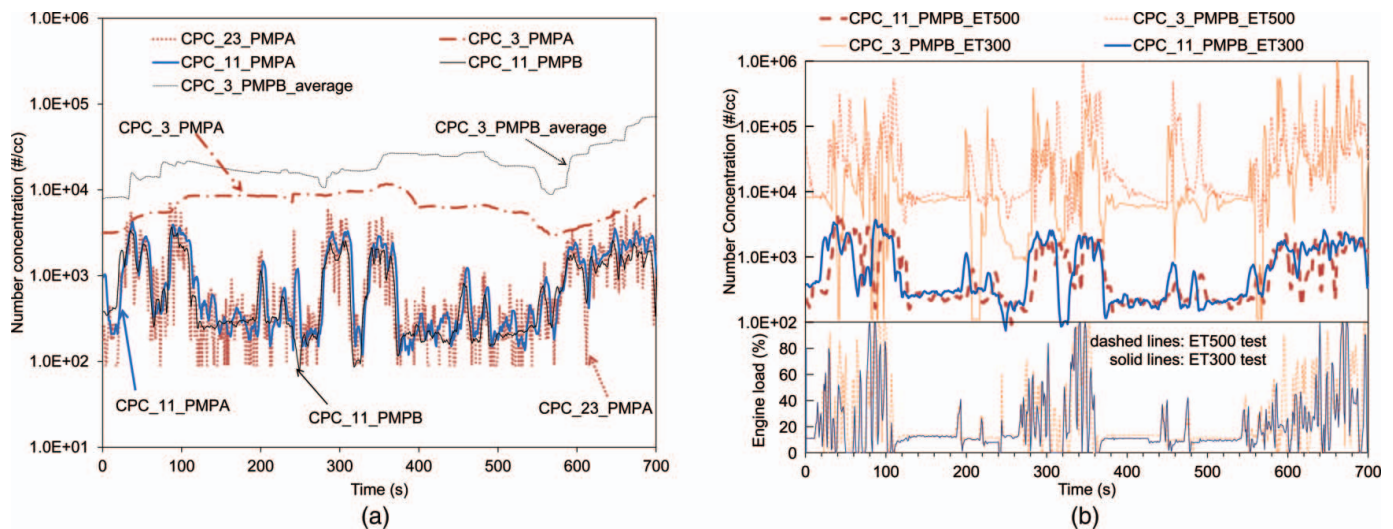 (a)
1.0E+06
1.0E+05
1.0E+04
1.0E+03
1.0E+02
1.0E+01
Number concentration (#/cc)
CPC_23_PMPA
CPC_3_PMPA
CPC_11_PMPA
CPC_11_PMPB
CPC_3_PMPB_average
CPC_3_PMPA
CPC_3_PMPB_average
CPC_11_PMPA
CPC_11_PMPB
CPC_23_PMPA
0 100 200 300 400 500 600 700
Time (s)
(a)
(b)
CPC_11_PMPB_ET500
CPC_3_PMPB_ET500
CPC_3_PMPB_ET300
CPC_11_PMPB_ET300
1.0E+06
1.0E+05
1.0E+04
1.0E+03
1.0E+02
Number Concentration (#/cc)
dashed lines: ET500 test
solid lines: ET300 test
80
60
40
20
0
Engine load (%)
0 100 200 300 400 500 600 700
Time (s)
(b)